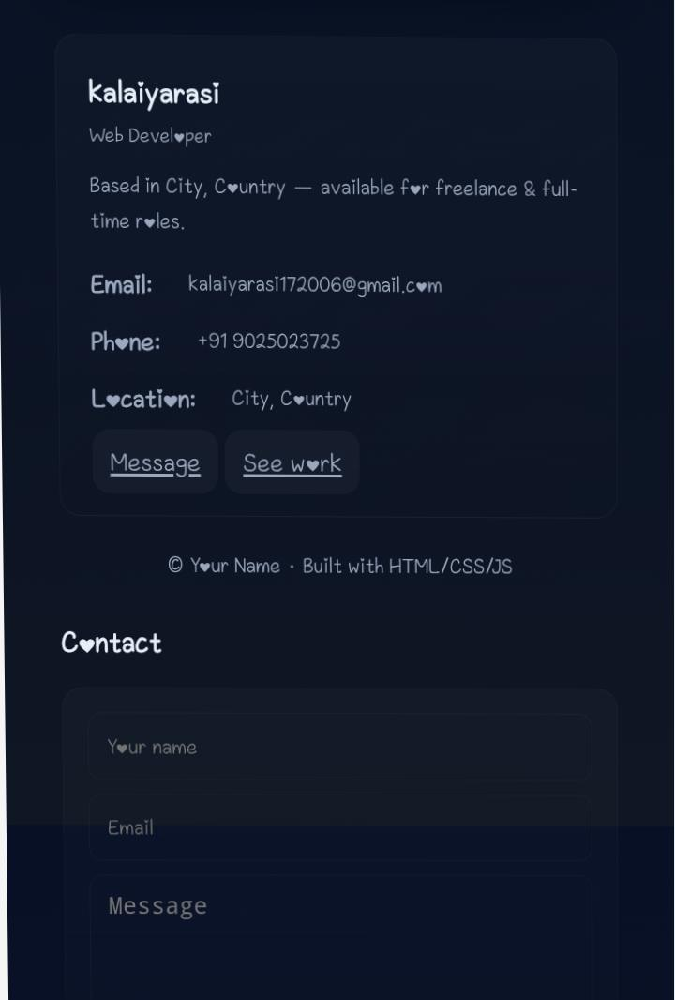 kalaiyarasi
Web Developer
Based in City, Country — available for freelance & full-
time roles.
Email: kalaiyarasi172006@gmail.com
Phone: +91 9025023725
Location: City, Country
Message See work
© Your Name · Built with HTML/CSS/JS
Contact
Your name
Email
Message